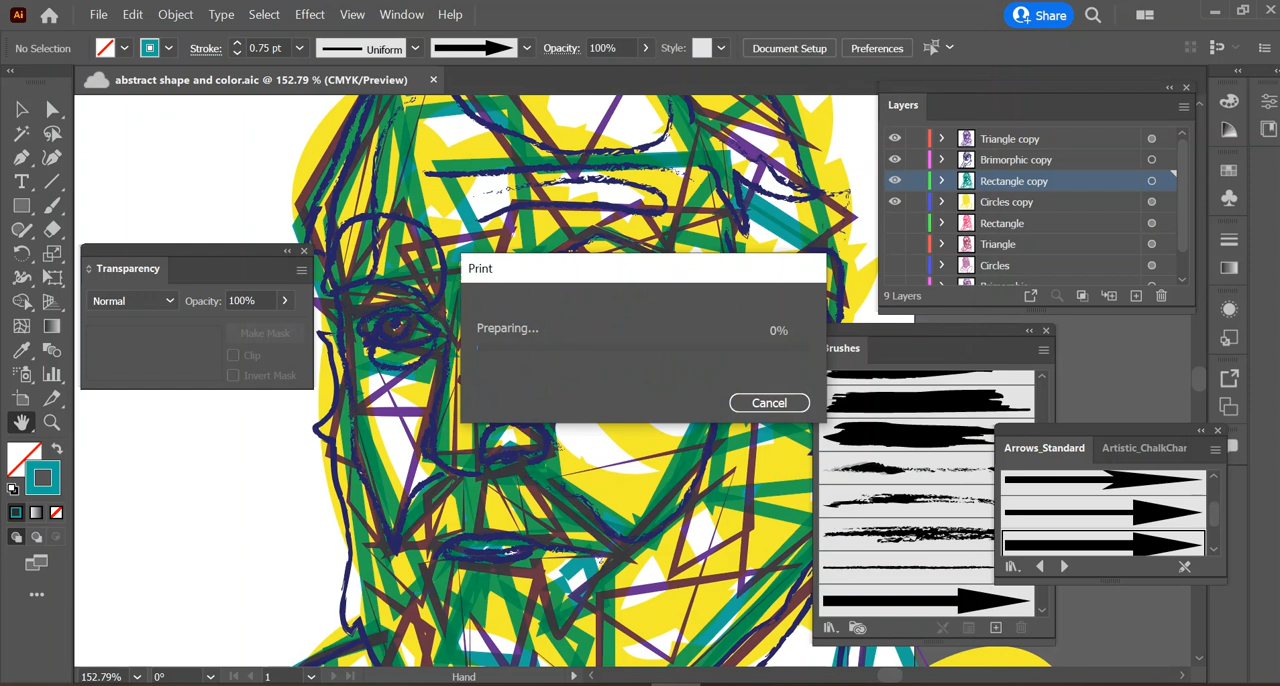 Ai File Edit Object Type Select Effect View Window Help Share
No Selection Stroke: 0.75 pt Uniform Opacity: 100% Style: Document Setup Preferences
abstract shape and color.aic @ 152.79 % (CMYK/Preview)
Layers
Triangle copy
Brimorphic copy
Rectangle copy
Circles copy
Rectangle
Triangle
Circles
9 Layers
Transparency
Normal Opacity: 100%
Make Mask
Clip
Invert Mask
Print
Preparing... 0%
Cancel
Brushes
Arrows_Standard Artistic_ChalkChar
152.79% 0° 1 Hand